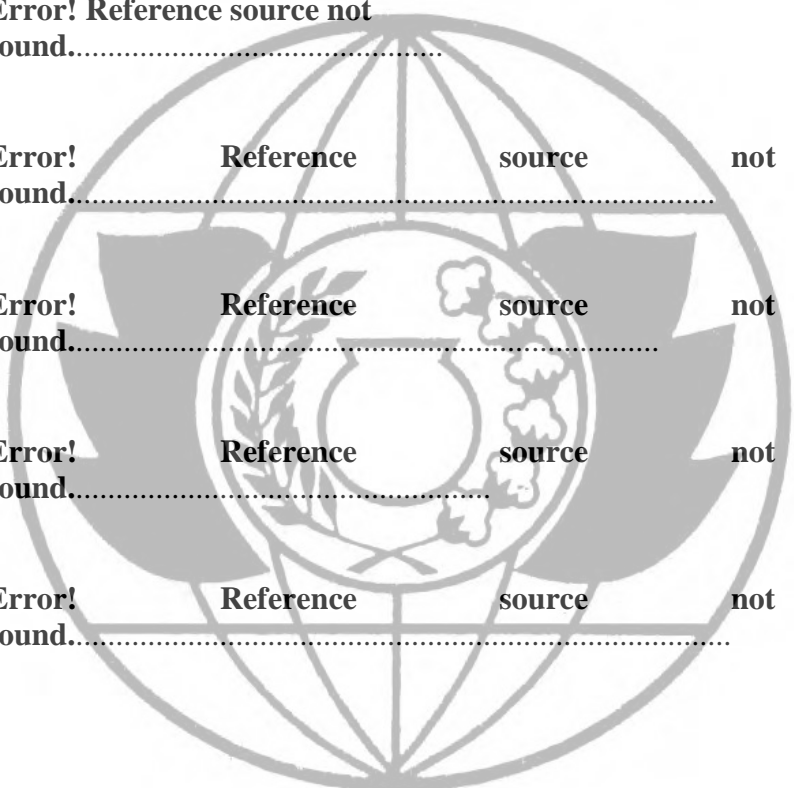 Error! Reference source not
ound..............................................
Error! Reference source not
ound................................................................................
Error! Reference source not
ound.........................................................................
Error! Reference source not
ound....................................................
Error! Reference source not
ound..................................................................................